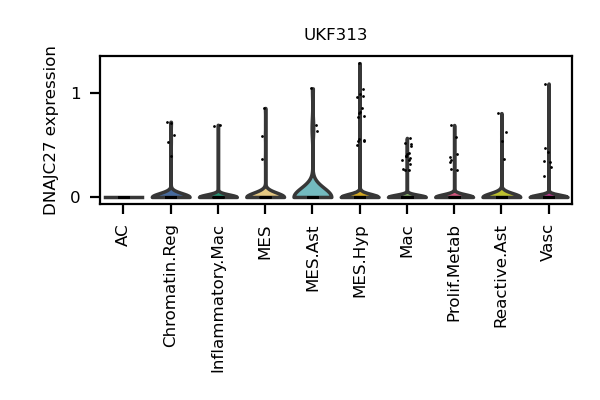 UKF313
DNAJC27 expression
1
0
AC
Chromatin.Reg
Inflammatory.Mac
MES
MES.Ast
MES.Hyp
Mac
Prolif.Metab
Reactive.Ast
Vasc